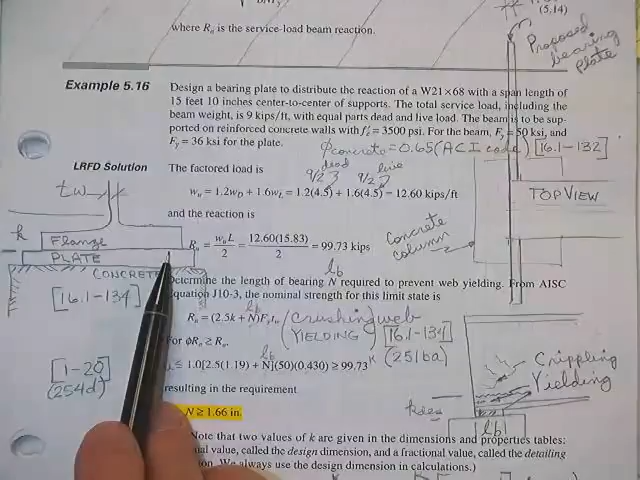 (5.14)
where Rₐ is the service-load beam reaction.
Proposed
bearing
plate
Example 5.16
Design a bearing plate to distribute the reaction of a W21×68 with a span length of
15 feet 10 inches center-to-center of supports. The total service load, including the
beam weight, is 9 kips/ft, with equal parts dead and live load. The beam is to be sup-
ported on reinforced concrete walls with f′c = 3500 psi. For the beam, Fy = 50 ksi, and
Fy = 36 ksi for the plate.
ϕconcrete = 0.65 (ACI code) [16.1-132]
LRFD Solution
The factored load is
dead live
9/2 9/2
wu = 1.2wD + 1.6wL = 1.2(4.5) + 1.6(4.5) = 12.60 kips/ft
tw
TOP VIEW
and the reaction is
k
Flange
Ru = wuL/2 = 12.60(15.83)/2 = 99.73 kips
Concrete
column
PLATE
CONCRETE
lb
Determine the length of bearing N required to prevent web yielding. From AISC
Equation J10-3, the nominal strength for this limit state is
[16.1-134]
lb
Rn = (2.5k + N)Fytw
(crushing web
YIELDING) [16.1-134]
(251ba)
For ϕRn ≥ Ru,
lb
1.0[2.5(1.19) + N](50)(0.430) ≥ 99.73 k
[1-20]
(254d)
Crippling
Yielding
resulting in the requirement
kdes
N ≥ 1.66 in.
lb
Note that two values of k are given in the dimensions and properties tables:
value, called the design dimension, and a fractional value, called the detailing
We always use the design dimension in calculations.)